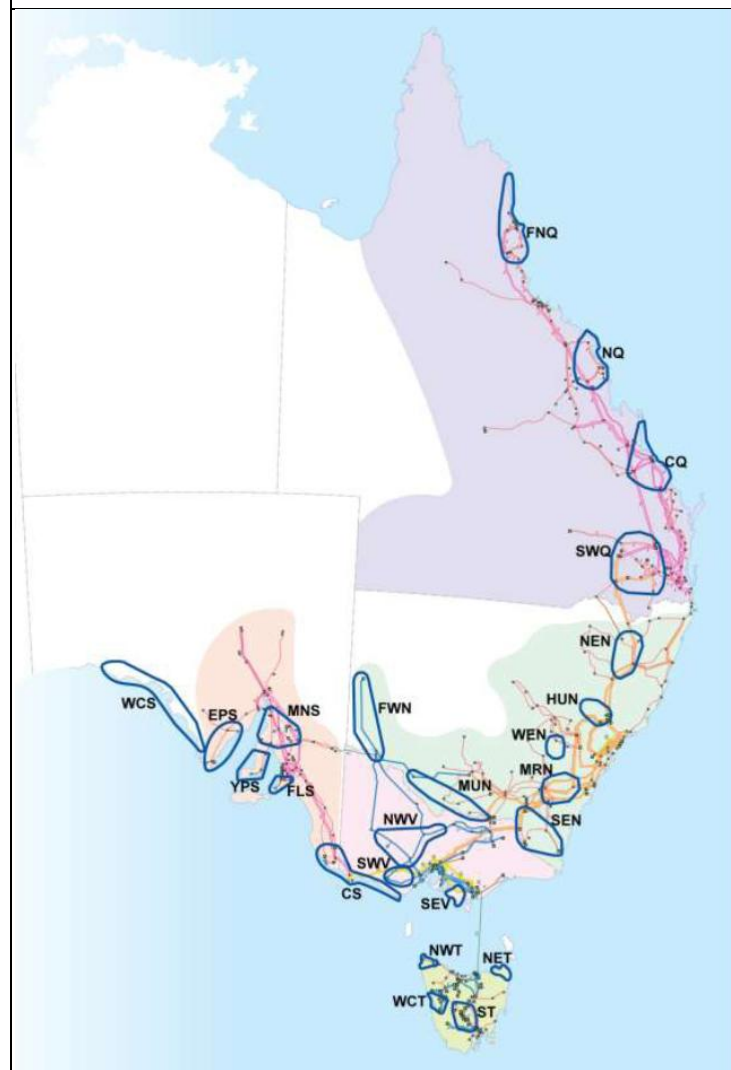 FNQ
NQ
CQ
SWQ
NEN
HUN
WCS
EPS
MNS
FWN
WEN
MRN
YPS
FLS
MUN
SEN
NWV
SWV
CS
SEV
NWT
NET
WCT
ST